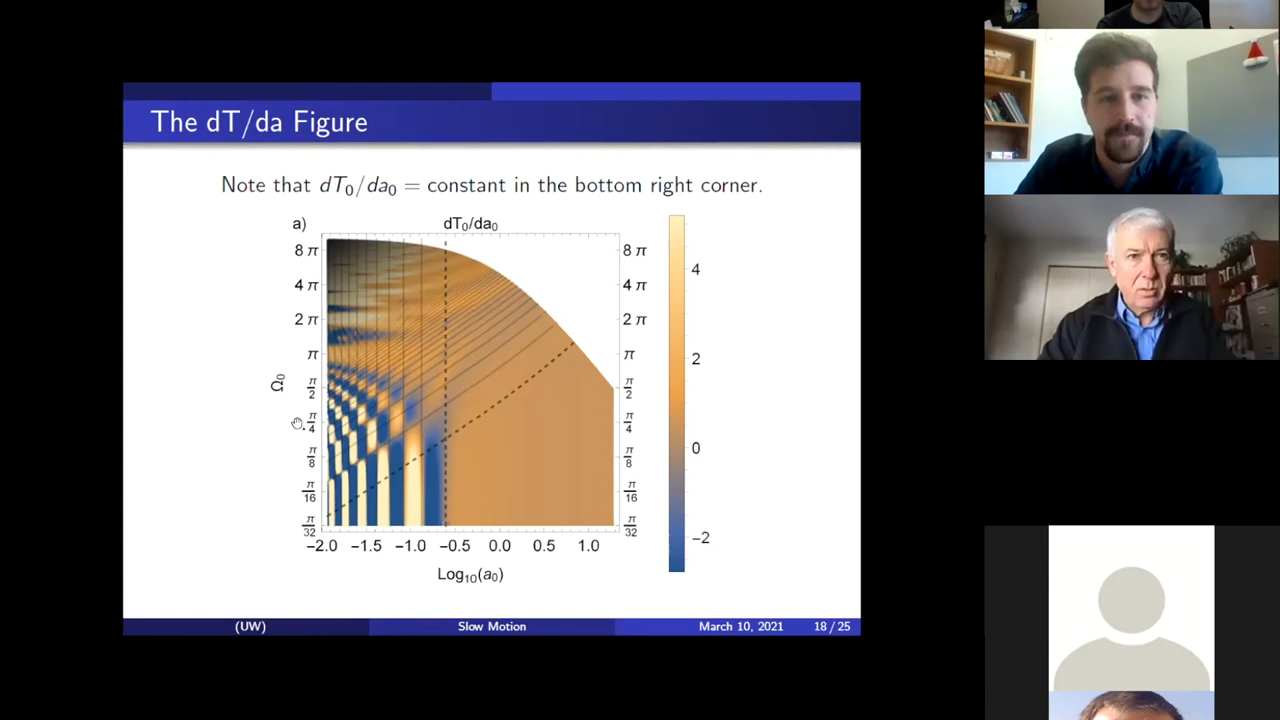 The dT/da Figure
Note that dT₀/da₀ = constant in the bottom right corner.
a)
dT₀/da₀
8 π
4 π
2 π
π
π/2
π/4
π/8
π/16
π/32
Ω₀
8 π
4 π
2 π
π
π/2
π/4
π/8
π/16
π/32
4
2
0
−2
−2.0 −1.5 −1.0 −0.5 0.0 0.5 1.0
Log₁₀(a₀)
(UW) Slow Motion March 10, 2021 18 / 25